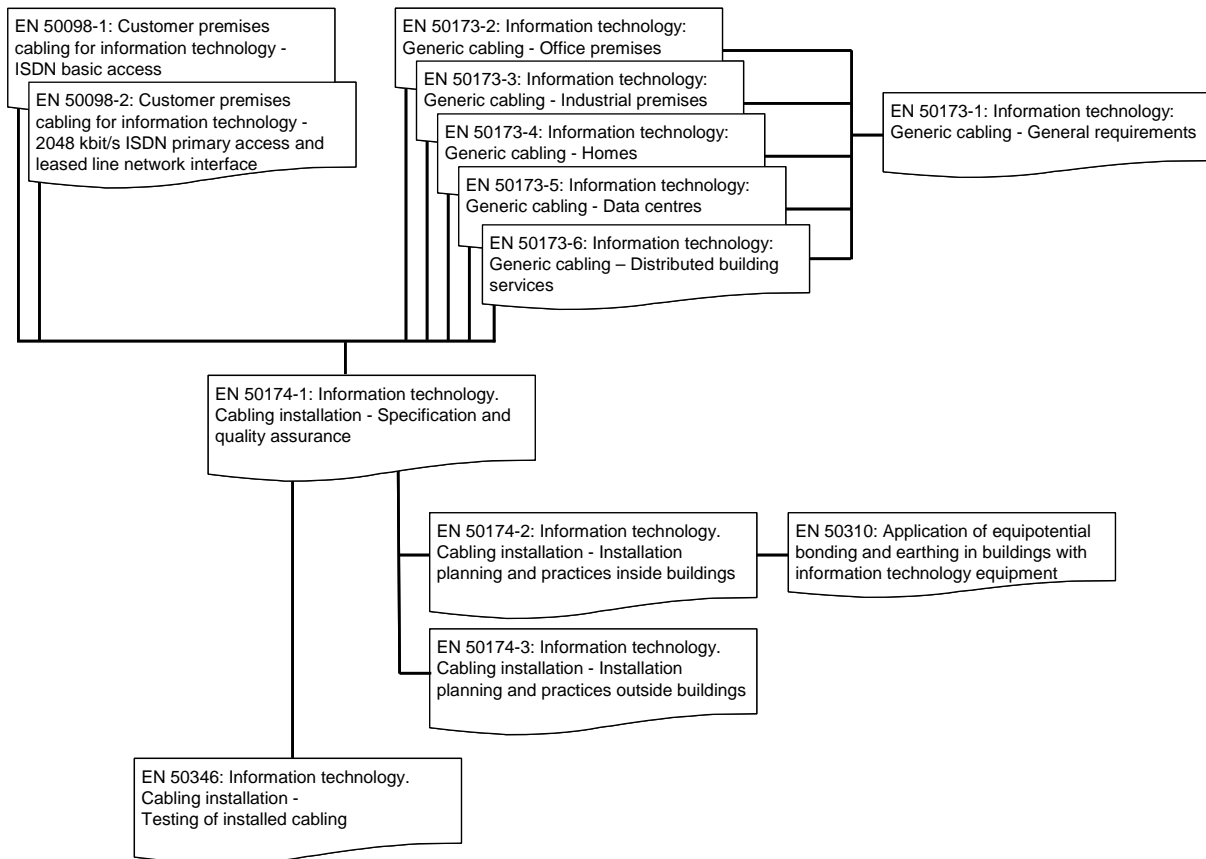 EN 50098-1: Customer premises
cabling for information technology -
ISDN basic access
EN 50098-2: Customer premises
cabling for information technology -
2048 kbit/s ISDN primary access and
leased line network interface
EN 50173-2: Information technology:
Generic cabling - Office premises
EN 50173-3: Information technology:
Generic cabling - Industrial premises
EN 50173-4: Information technology:
Generic cabling - Homes
EN 50173-5: Information technology:
Generic cabling - Data centres
EN 50173-6: Information technology:
Generic cabling – Distributed building
services
EN 50173-1: Information technology:
Generic cabling - General requirements
EN 50174-1: Information technology.
Cabling installation - Specification and
quality assurance
EN 50174-2: Information technology.
Cabling installation - Installation
planning and practices inside buildings
EN 50310: Application of equipotential
bonding and earthing in buildings with
information technology equipment
EN 50174-3: Information technology.
Cabling installation - Installation
planning and practices outside buildings
EN 50346: Information technology.
Cabling installation -
Testing of installed cabling